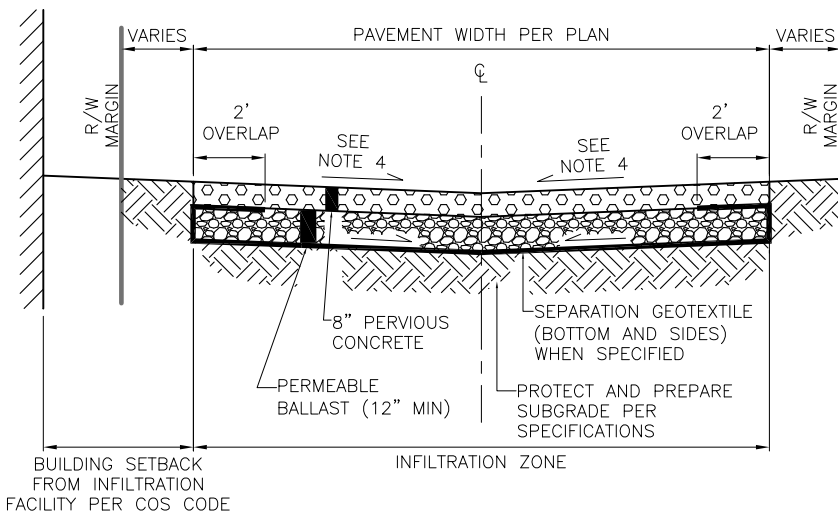 VARIES
PAVEMENT WIDTH PER PLAN
VARIES
℄
R/W
MARGIN
2'
OVERLAP
SEE
NOTE 4
SEE
NOTE 4
2'
OVERLAP
R/W
MARGIN
8" PERVIOUS
CONCRETE
SEPARATION GEOTEXTILE
(BOTTOM AND SIDES)
WHEN SPECIFIED
PERMEABLE
BALLAST (12" MIN)
PROTECT AND PREPARE
SUBGRADE PER
SPECIFICATIONS
BUILDING SETBACK
FROM INFILTRATION
FACILITY PER COS CODE
INFILTRATION ZONE